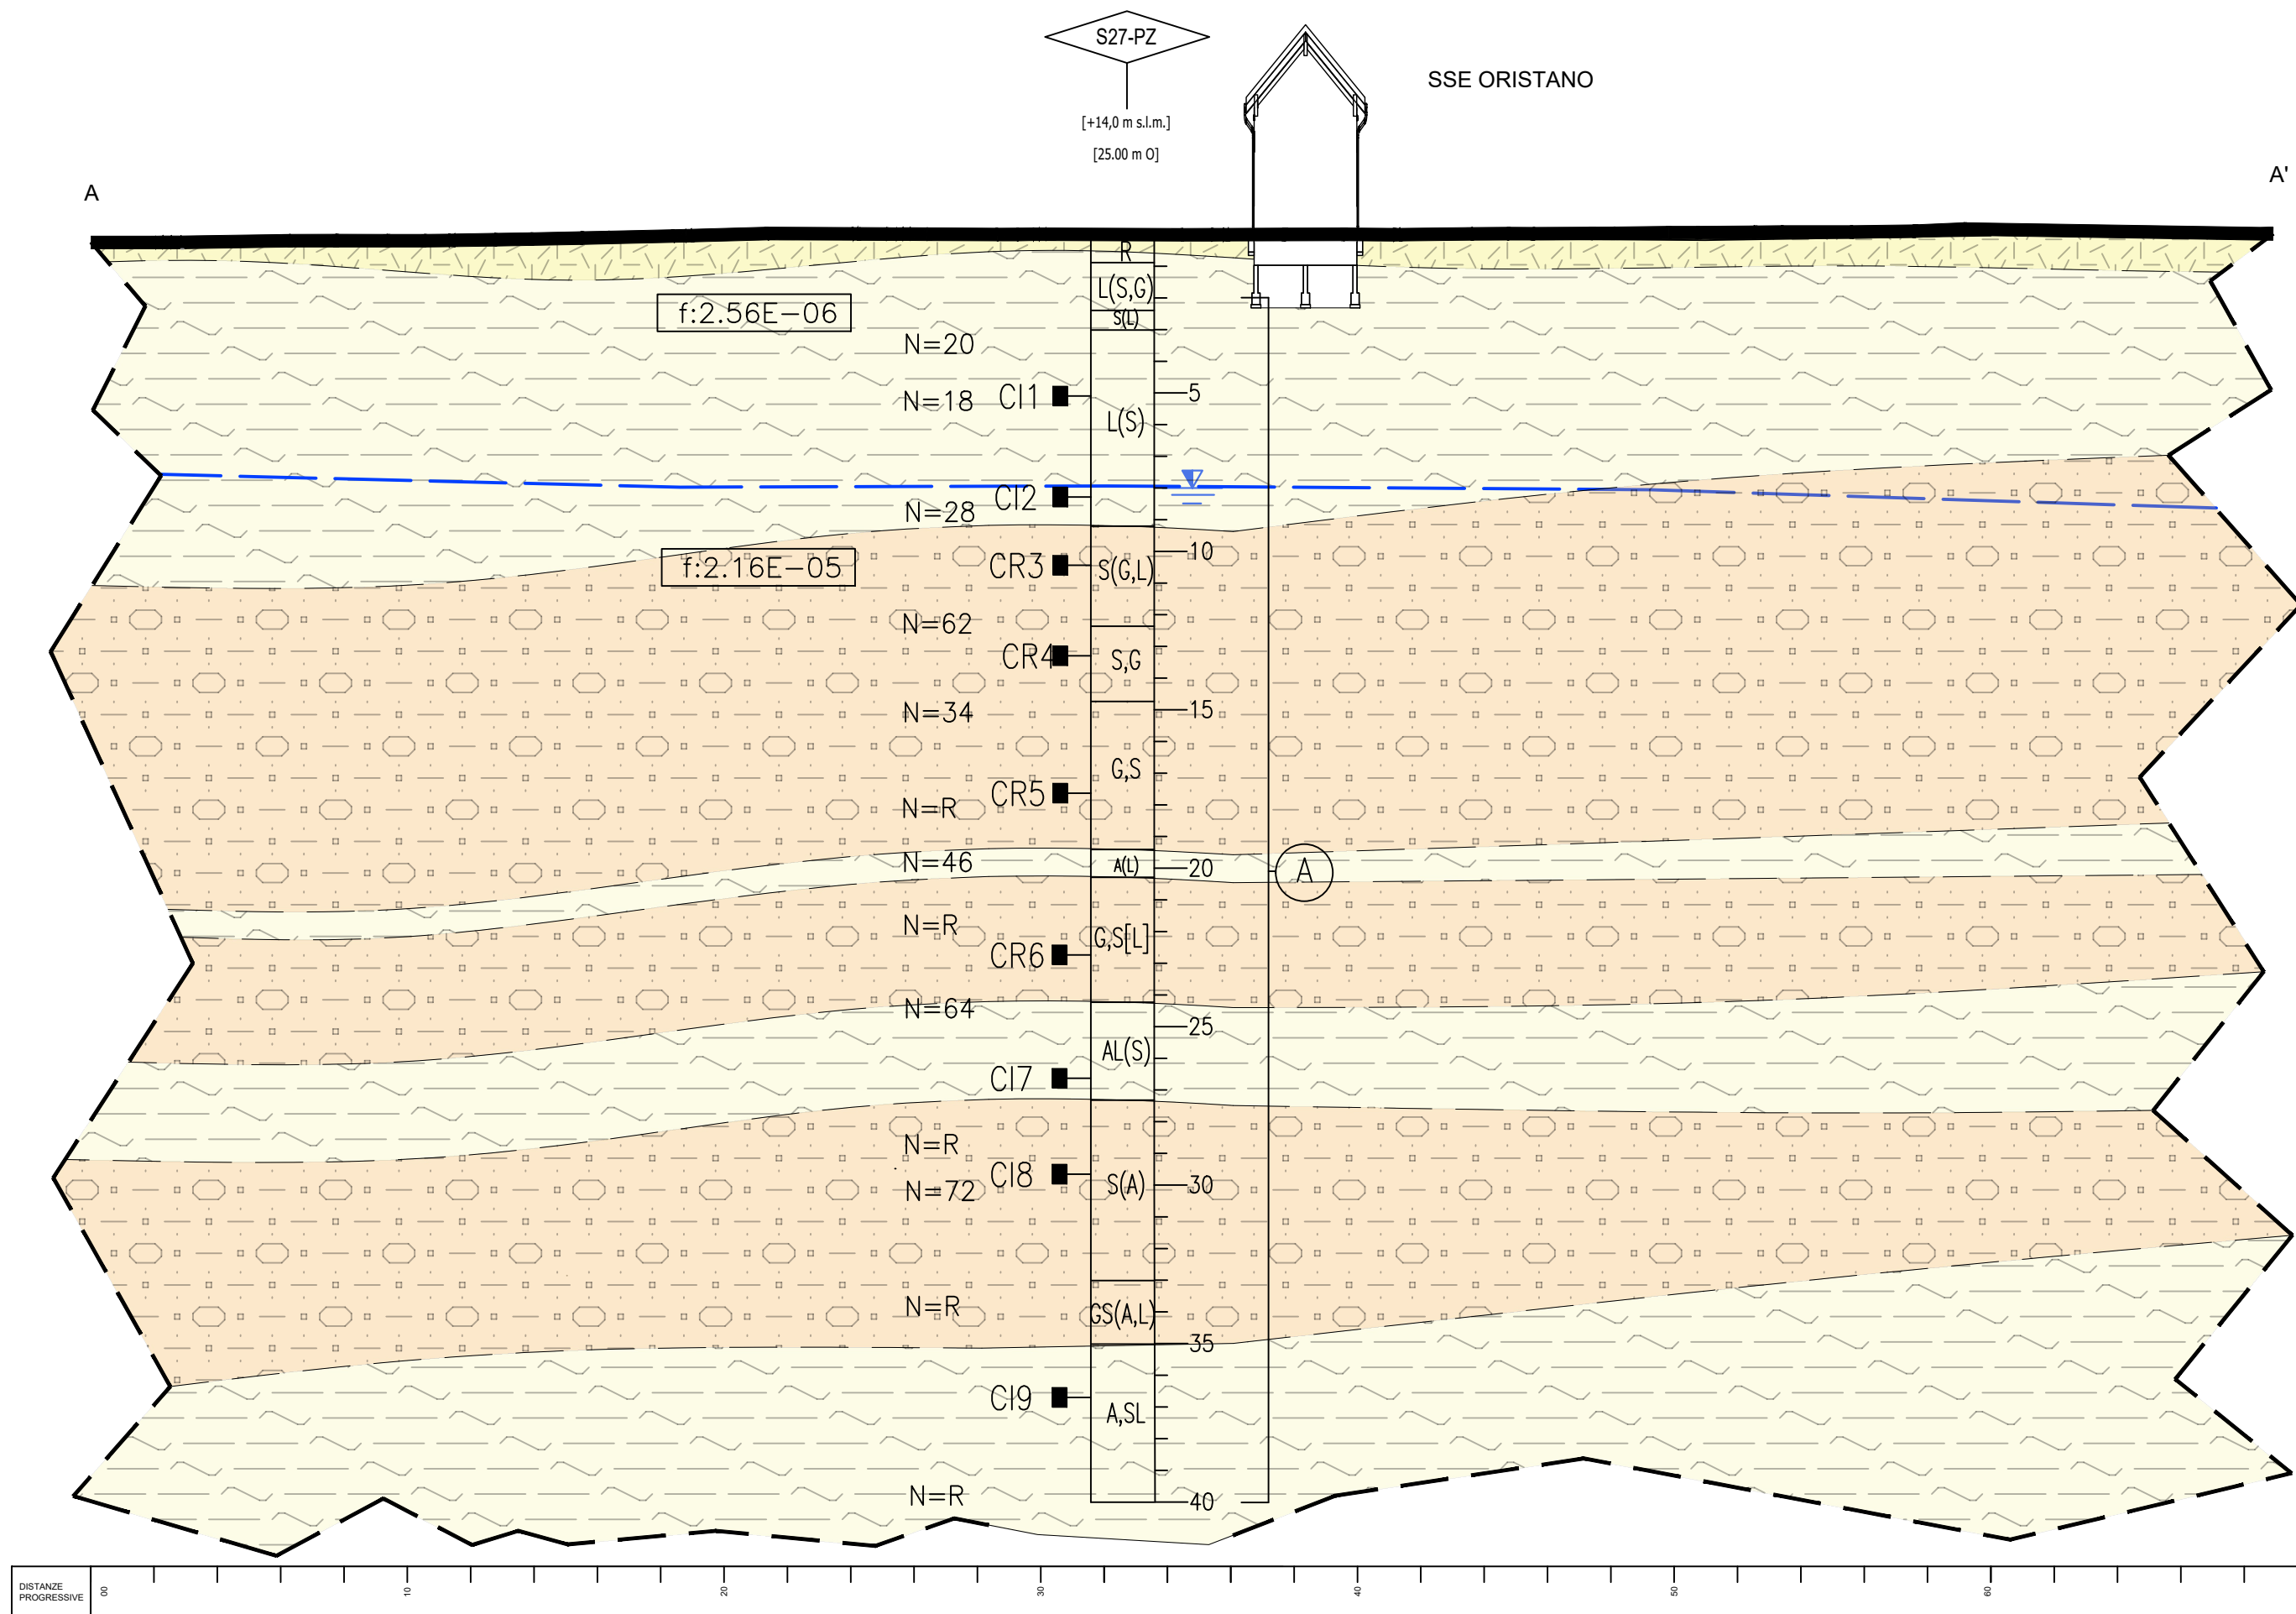 S27-PZ
SSE ORISTANO
[+14,0 m s.l.m.]
[25.00 m O]
A
A'
R
L(S,G)
f:2.56E-06
S(L)
N=20
5
N=18
CI1
L(S)
CI2
N=28
10
f:2.16E-05
CR3
S(G,L)
N=62
CR4
S,G
N=34
15
G,S
CR5
N=R
N=46
A(L)
20
A
N=R
G,S[L]
CR6
N=64
25
AL(S)
CI7
N=R
CI8
S(A)
30
N=72
N=R
GS(A,L)
35
CI9
A,SL
N=R
40
DISTANZE
PROGRESSIVE
00
10
20
30
40
50
60